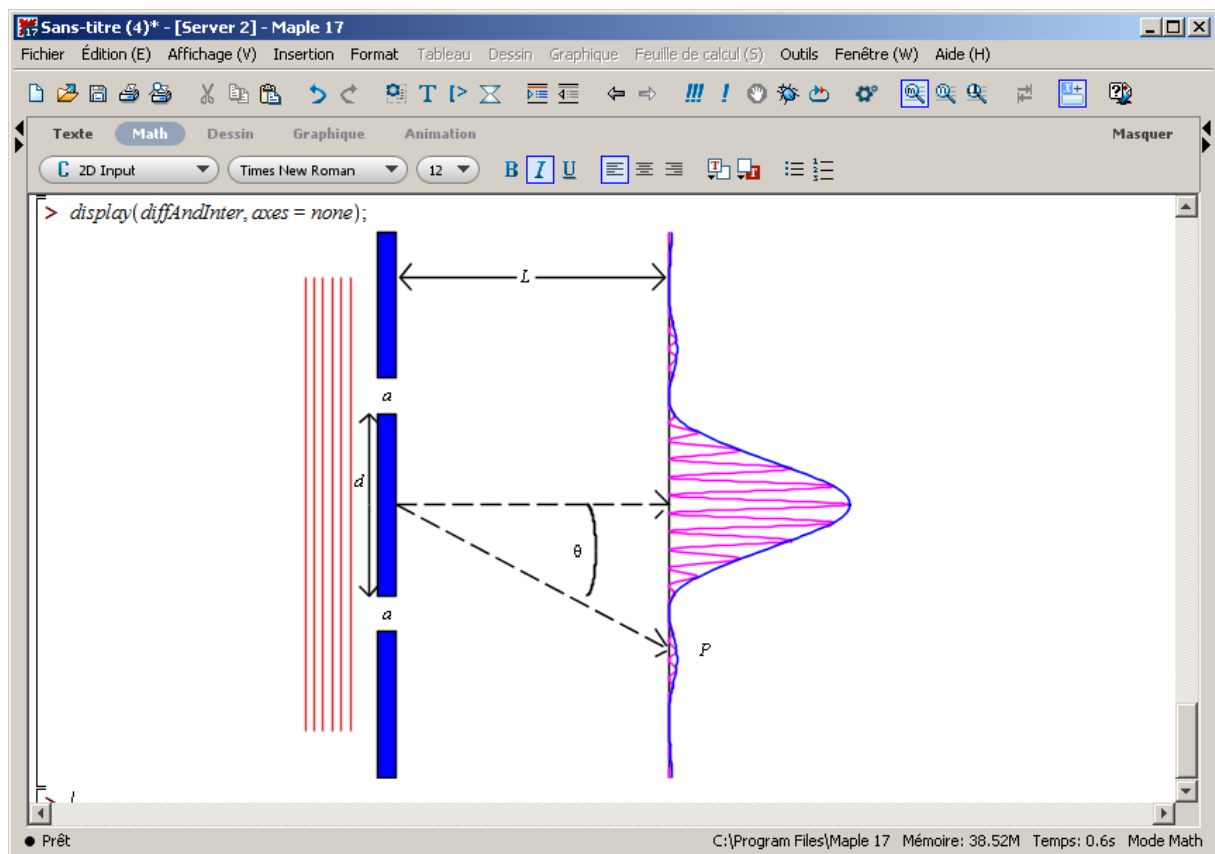 Sans-titre (4)* - [Server 2] - Maple 17
Fichier Édition (E) Affichage (V) Insertion Format Tableau Dessin Graphique Feuille de calcul (S) Outils Fenêtre (W) Aide (H)
Texte Math Dessin Graphique Animation Masquer
C 2D Input Times New Roman 12 B I U
> display(diffAndInter, axes = none);
L
a
d
θ
a
P
>
Prêt C:\Program Files\Maple 17 Mémoire: 38.52M Temps: 0.6s Mode Math